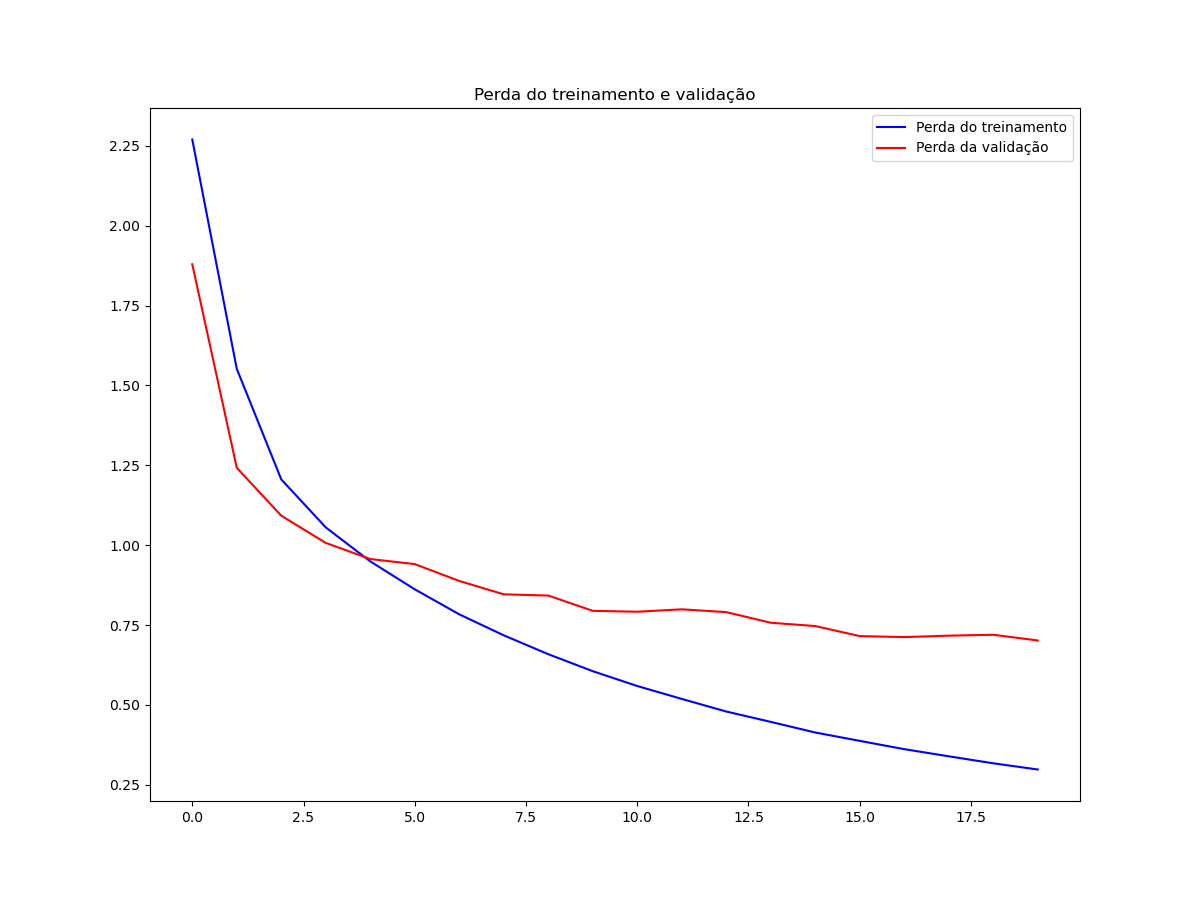 Perda do treinamento e validação
Perda do treinamento
Perda da validação
2.25
2.00
1.75
1.50
1.25
1.00
0.75
0.50
0.25
0.0 2.5 5.0 7.5 10.0 12.5 15.0 17.5